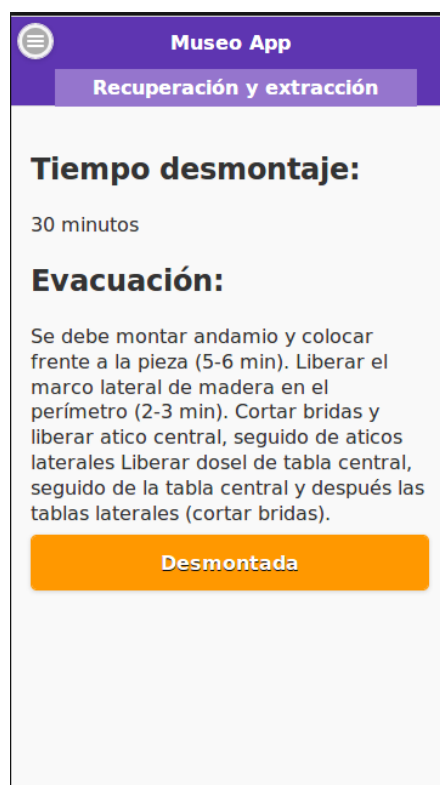 Museo App
Recuperación y extracción
Tiempo desmontaje:
30 minutos
Evacuación:
Se debe montar andamio y colocar
frente a la pieza (5-6 min). Liberar el
marco lateral de madera en el
perímetro (2-3 min). Cortar bridas y
liberar atico central, seguido de aticos
laterales Liberar dosel de tabla central,
seguido de la tabla central y después las
tablas laterales (cortar bridas).
Desmontada